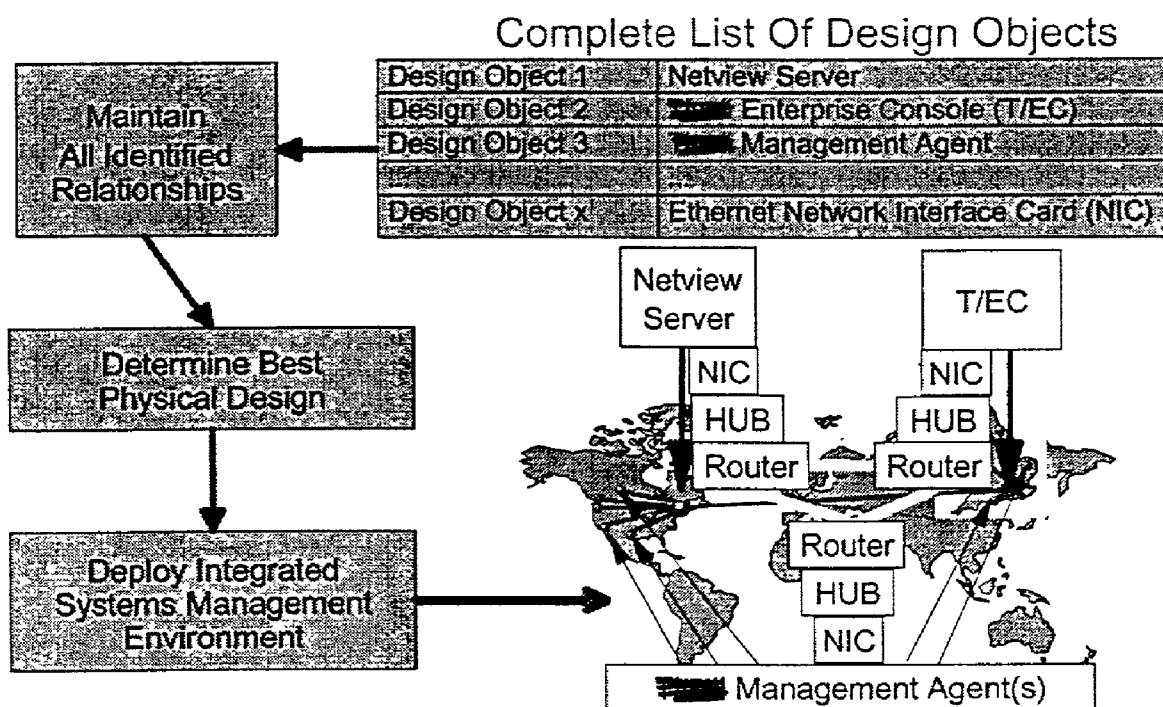 Complete List Of Design Objects
Design Object 1 Netview Server
Design Object 2 Enterprise Console (T/EC)
Design Object 3 Management Agent
Design Object x Ethernet Network Interface Card (NIC)
Maintain
All Identified
Relationships
Determine Best
Physical Design
Deploy Integrated
Systems Management
Environment
Netview
Server
NIC
HUB
Router
T/EC
NIC
HUB
Router
Router
HUB
NIC
Management Agent(s)